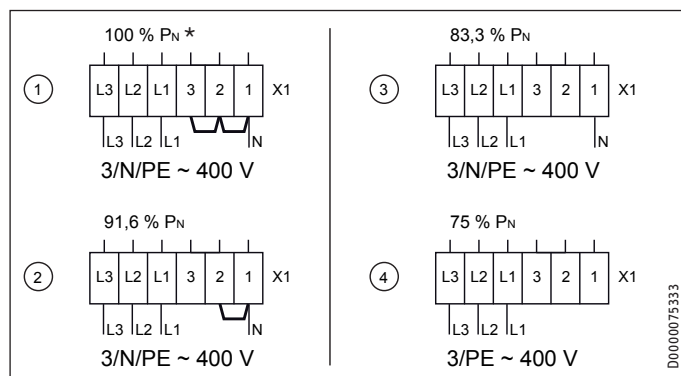 100 % PN *
1 L3 L2 L1 3 2 1 X1
L3 L2 L1 N
3/N/PE ~ 400 V
91,6 % PN
2 L3 L2 L1 3 2 1 X1
L3 L2 L1 N
3/N/PE ~ 400 V
83,3 % PN
3 L3 L2 L1 3 2 1 X1
L3 L2 L1 N
3/N/PE ~ 400 V
75 % PN
4 L3 L2 L1 3 2 1 X1
L3 L2 L1
3/PE ~ 400 V
D0000075333